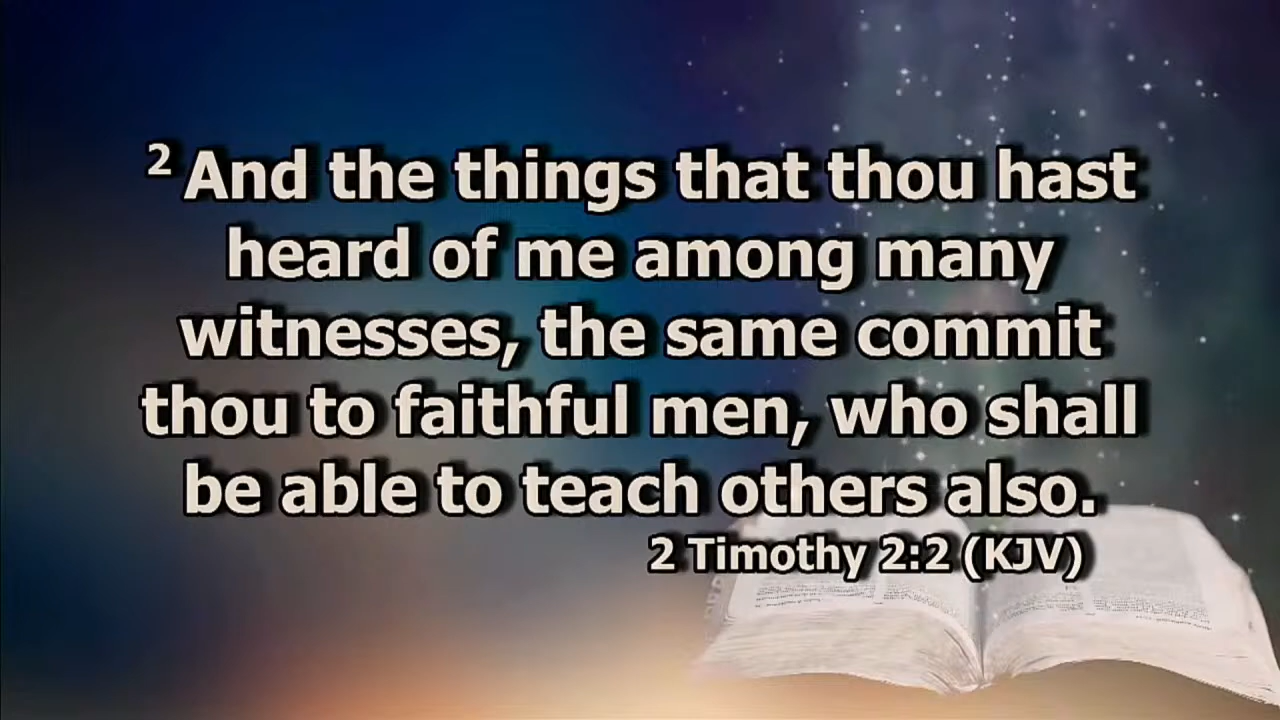 2 And the things that thou hast
heard of me among many
witnesses, the same commit
thou to faithful men, who shall
be able to teach others also.
2 Timothy 2:2 (KJV)